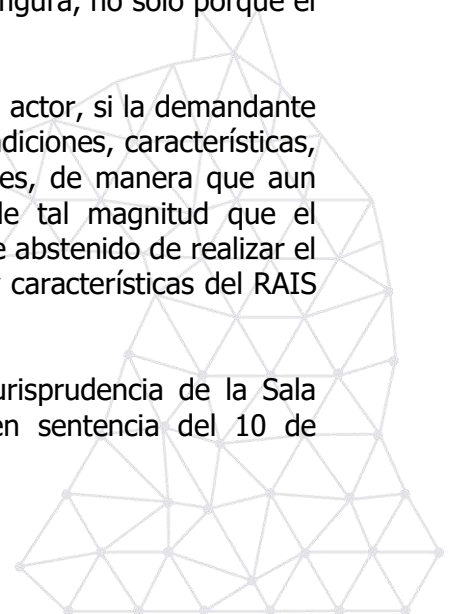 figura, no solo porque el
actor, si la demandante
diciones, características,
es, de manera que aun
de tal magnitud que el
e abstenido de realizar el
características del RAIS
urisprudencia de la Sala
en sentencia del 10 de